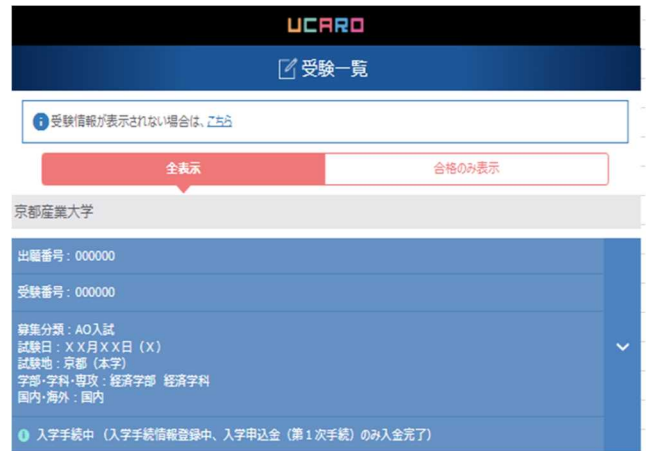 UCARO
受験一覧
受験情報が表示されない場合は、こちら
全表示 合格のみ表示
京都産業大学
出願番号：000000
受験番号：000000
募集分類：AO入試
試験日：XX月XX日（X）
試験地：京都（本学）
学部・学科・専攻：経済学部 経済学科
国内・海外：国内
入学手続中（入学手続情報登録中、入学申込金（第１次手続）のみ入金完了）